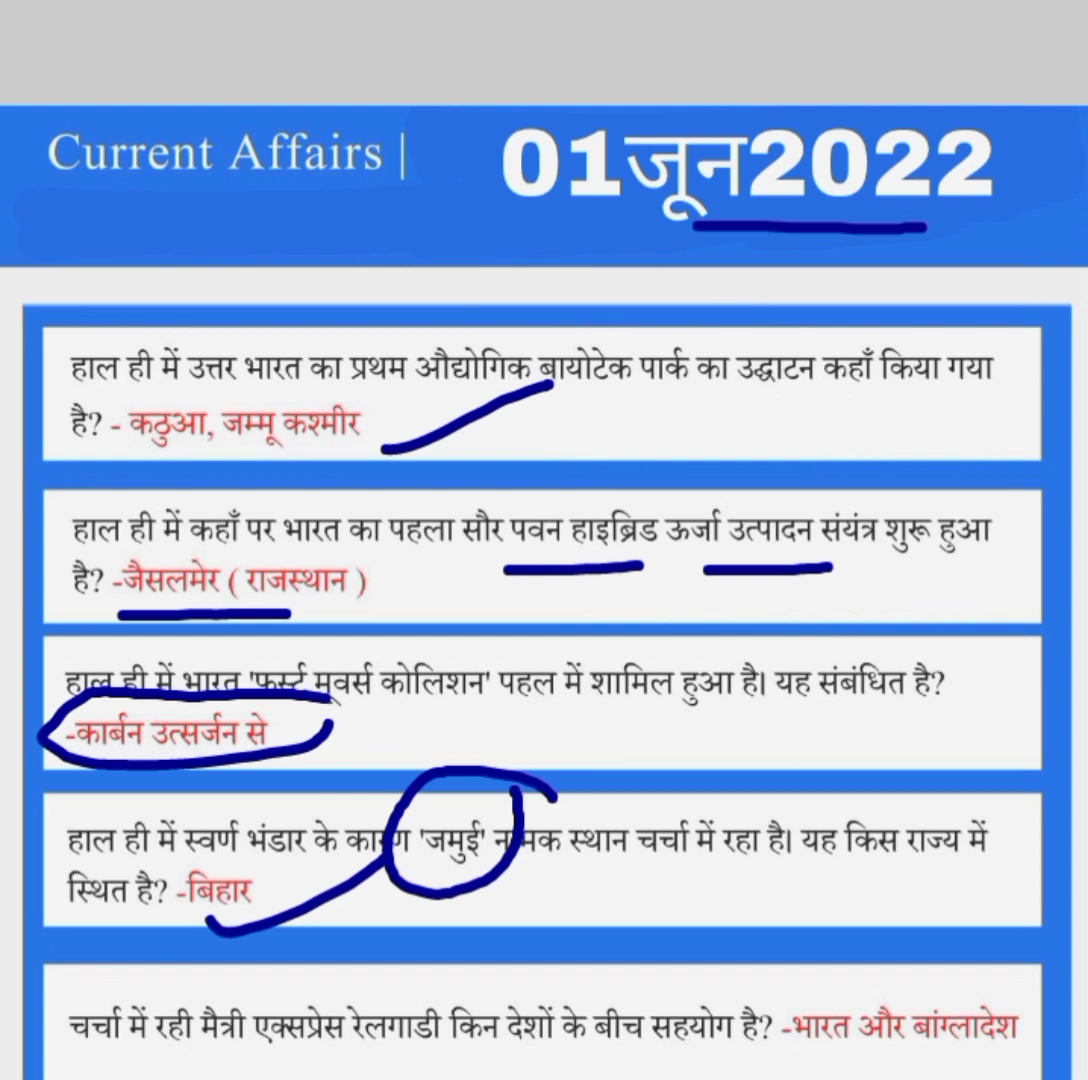 Current Affairs |
01जून2022
हाल ही में उत्तर भारत का प्रथम औद्योगिक बायोटेक पार्क का उद्घाटन कहाँ किया गया
है? - कठुआ, जम्मू कश्मीर
हाल ही में कहाँ पर भारत का पहला सौर पवन हाइब्रिड ऊर्जा उत्पादन संयंत्र शुरू हुआ
है? -जैसलमेर ( राजस्थान )
हाल ही में भारत 'फर्स्ट मूवर्स कोलिशन' पहल में शामिल हुआ है। यह संबंधित है?
-कार्बन उत्सर्जन से
हाल ही में स्वर्ण भंडार के कारण 'जमुई' नामक स्थान चर्चा में रहा है। यह किस राज्य में
स्थित है? -बिहार
चर्चा में रही मैत्री एक्सप्रेस रेलगाडी किन देशों के बीच सहयोग है? -भारत और बांग्लादेश